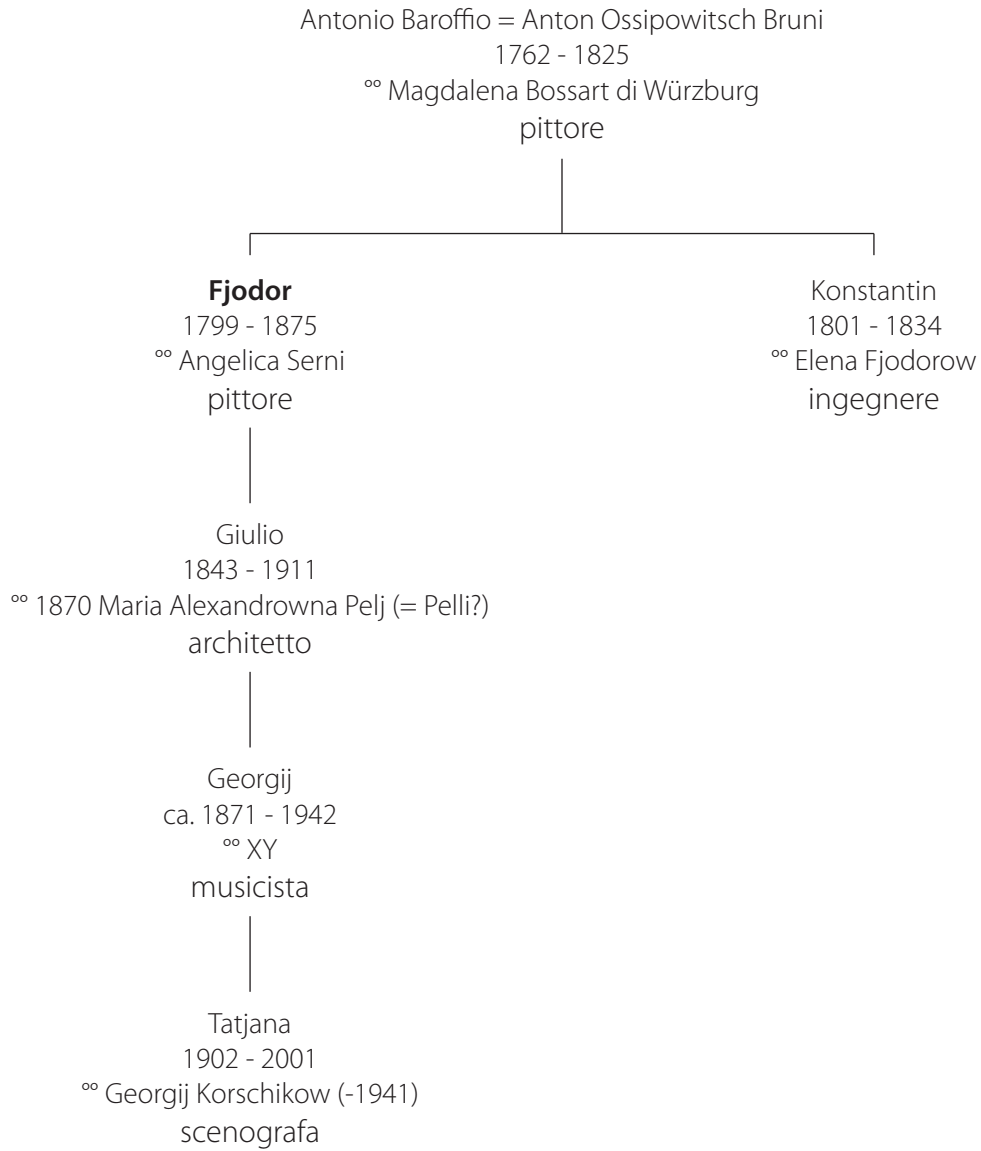 Antonio Baroffio = Anton Ossipowitsch Bruni
1762 - 1825
°° Magdalena Bossart di Würzburg
pittore
Fjodor
1799 - 1875
°° Angelica Serni
pittore
Konstantin
1801 - 1834
°° Elena Fjodorow
ingegnere
Giulio
1843 - 1911
°° 1870 Maria Alexandrowna Pelj (= Pelli?)
architetto
Georgij
ca. 1871 - 1942
°° XY
musicista
Tatjana
1902 - 2001
°° Georgij Korschikow (-1941)
scenografa